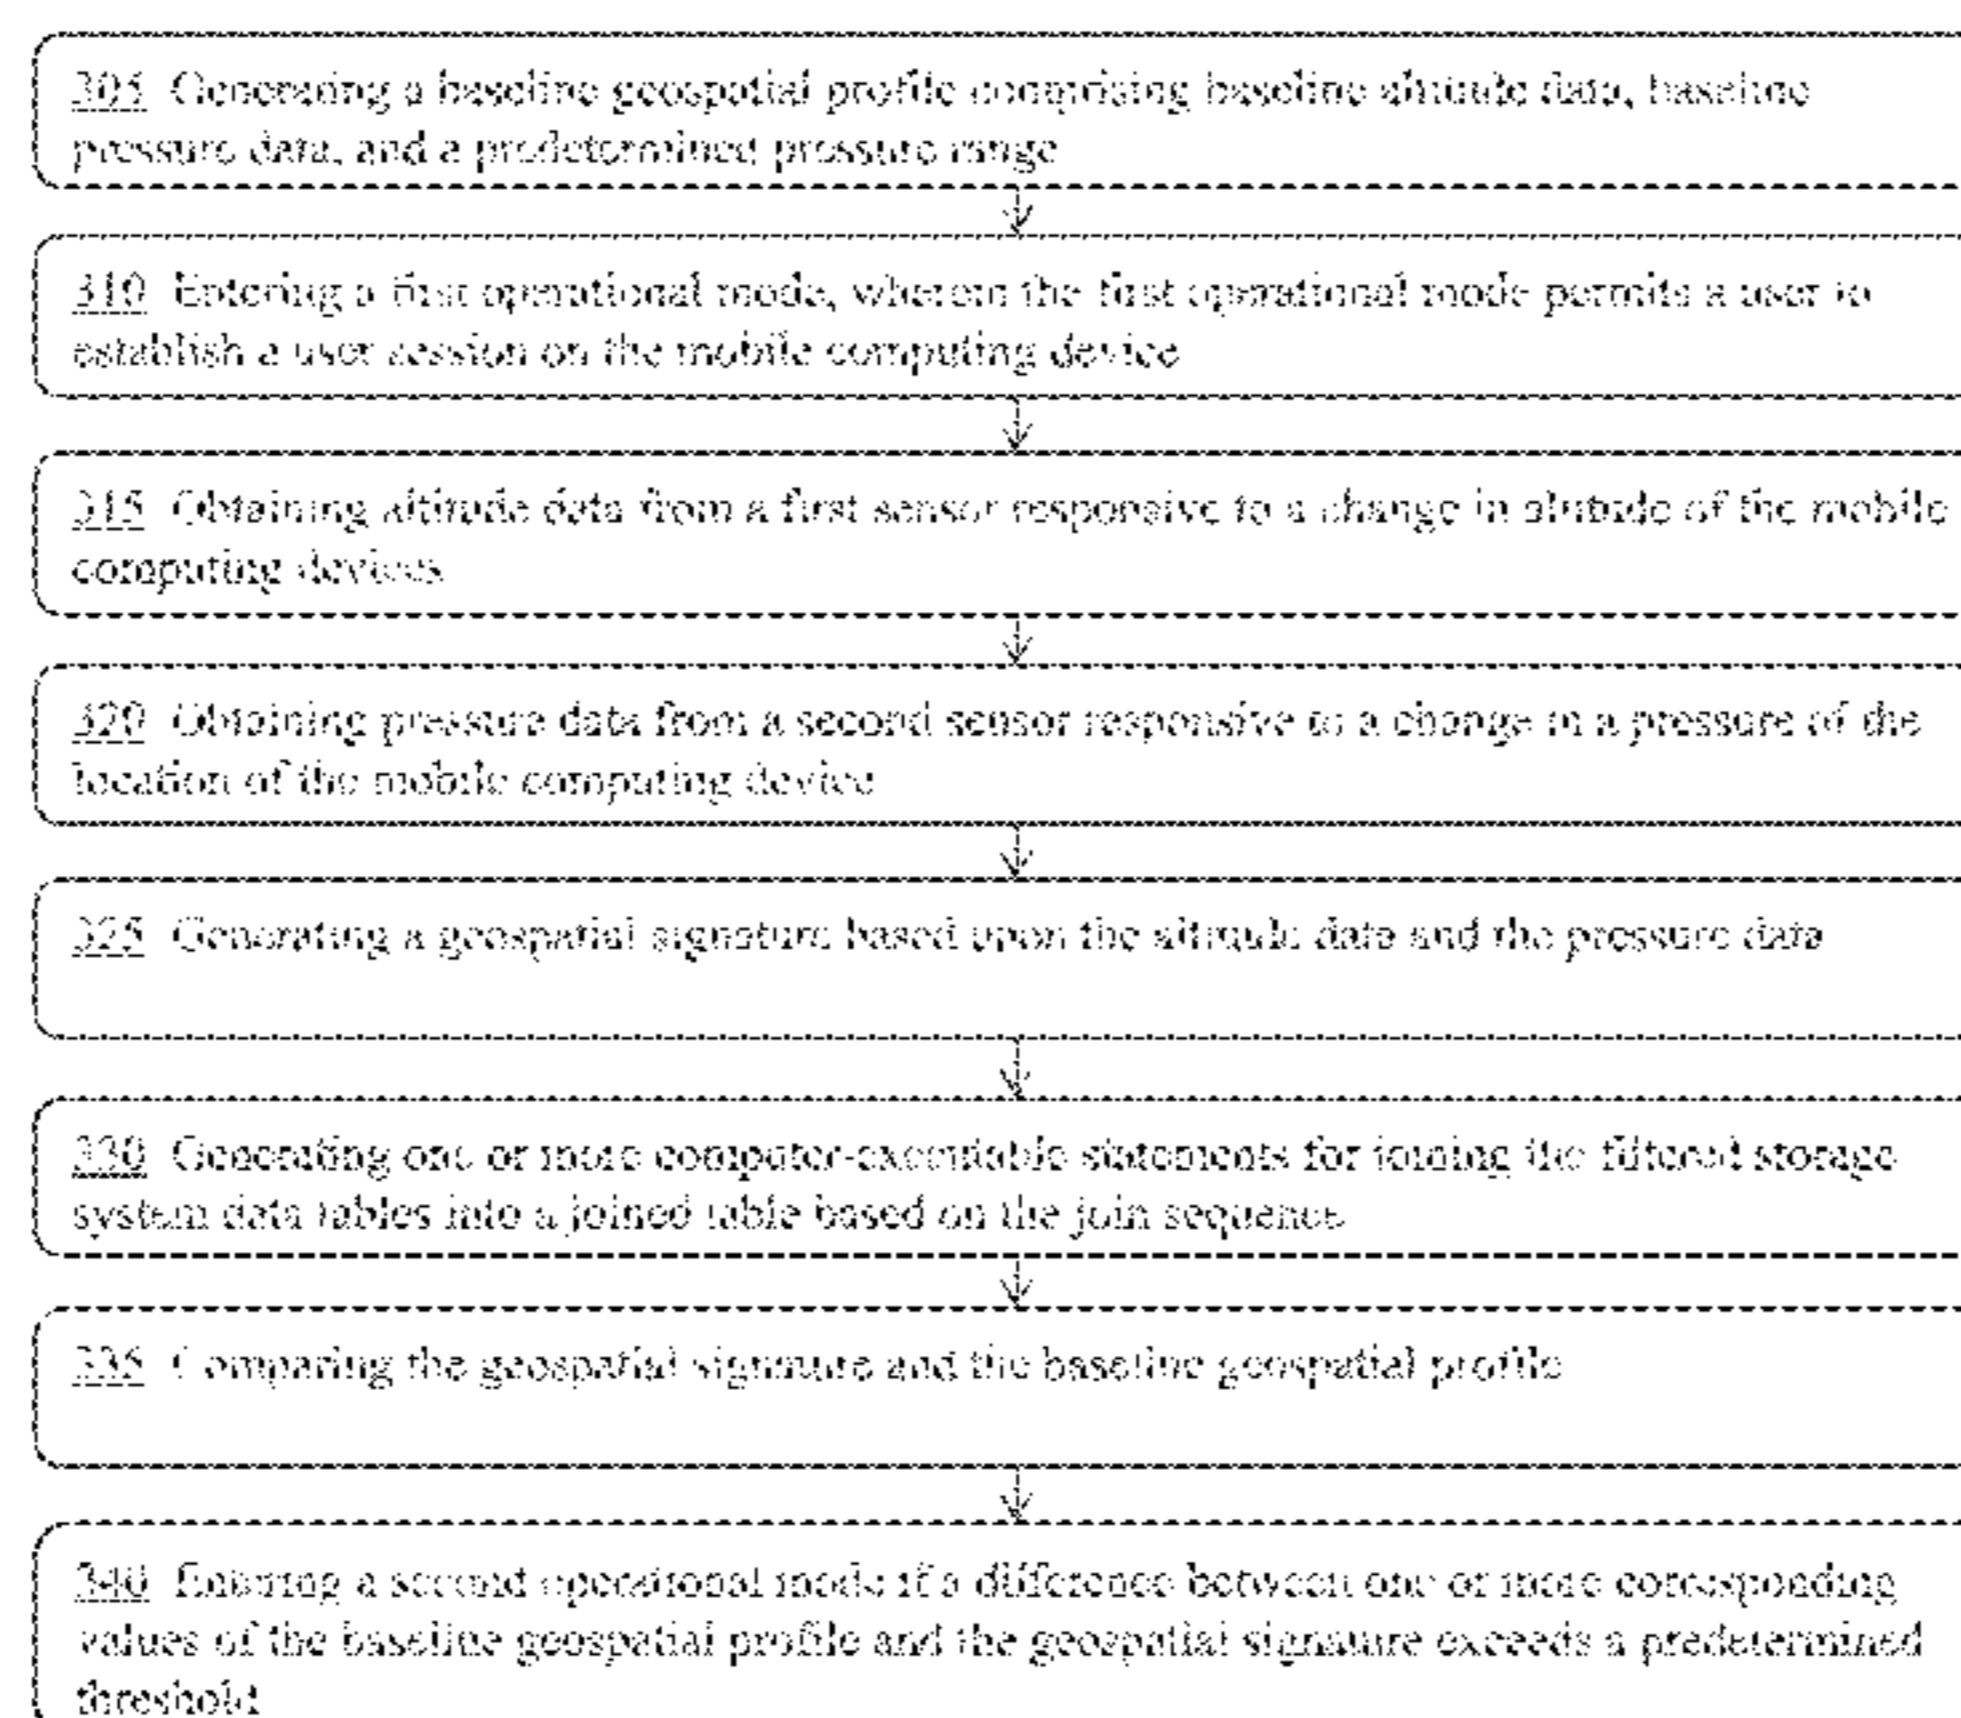 305 Generating a baseline geospatial profile comprising baseline altitude data, baseline
pressure data, and a predetermined pressure range
310 Entering a first operational mode, wherein the first operational mode permits a user to
establish a user session on the mobile computing device
315 Obtaining altitude data from a first sensor responsive to a change in altitude of the mobile
computing devices
320 Obtaining pressure data from a second sensor responsive to a change in a pressure of the
location of the mobile computing device
325 Generating a geospatial signature based upon the altitude data and the pressure data
330 Generating one or more computer-executable statements for joining the filtered storage
system data tables into a joined table based on the join sequence
335 Comparing the geospatial signature and the baseline geospatial profile
340 Entering a second operational mode if a difference between one or more corresponding
values of the baseline geospatial profile and the geospatial signature exceeds a predetermined
threshold